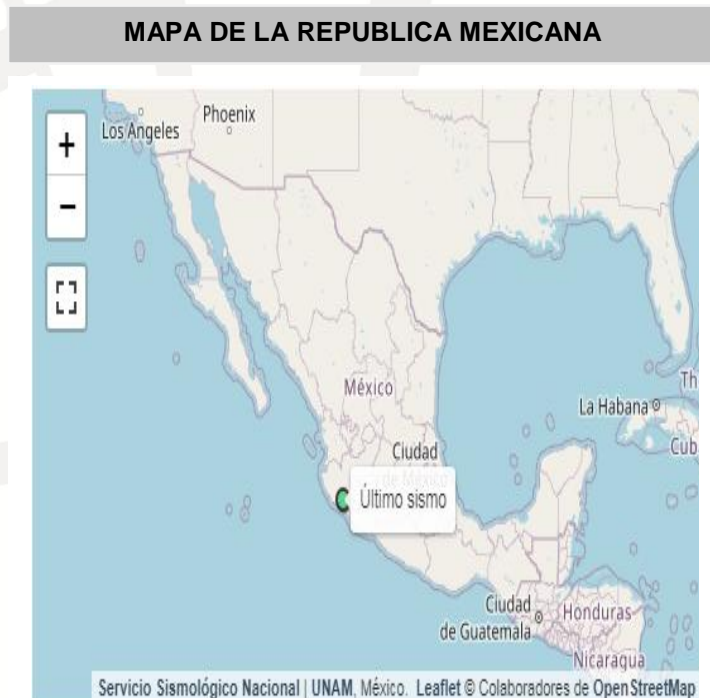 MAPA DE LA REPUBLICA MEXICANA
+
Phoenix
Los Angeles
−
México
La Habana
Th
Cub
Ciudad
de México
Último sismo
Ciudad
de Guatemala
Honduras
Nicaragua
Servicio Sismológico Nacional | UNAM, México. Leaflet © Colaboradores de OpenStreetMap